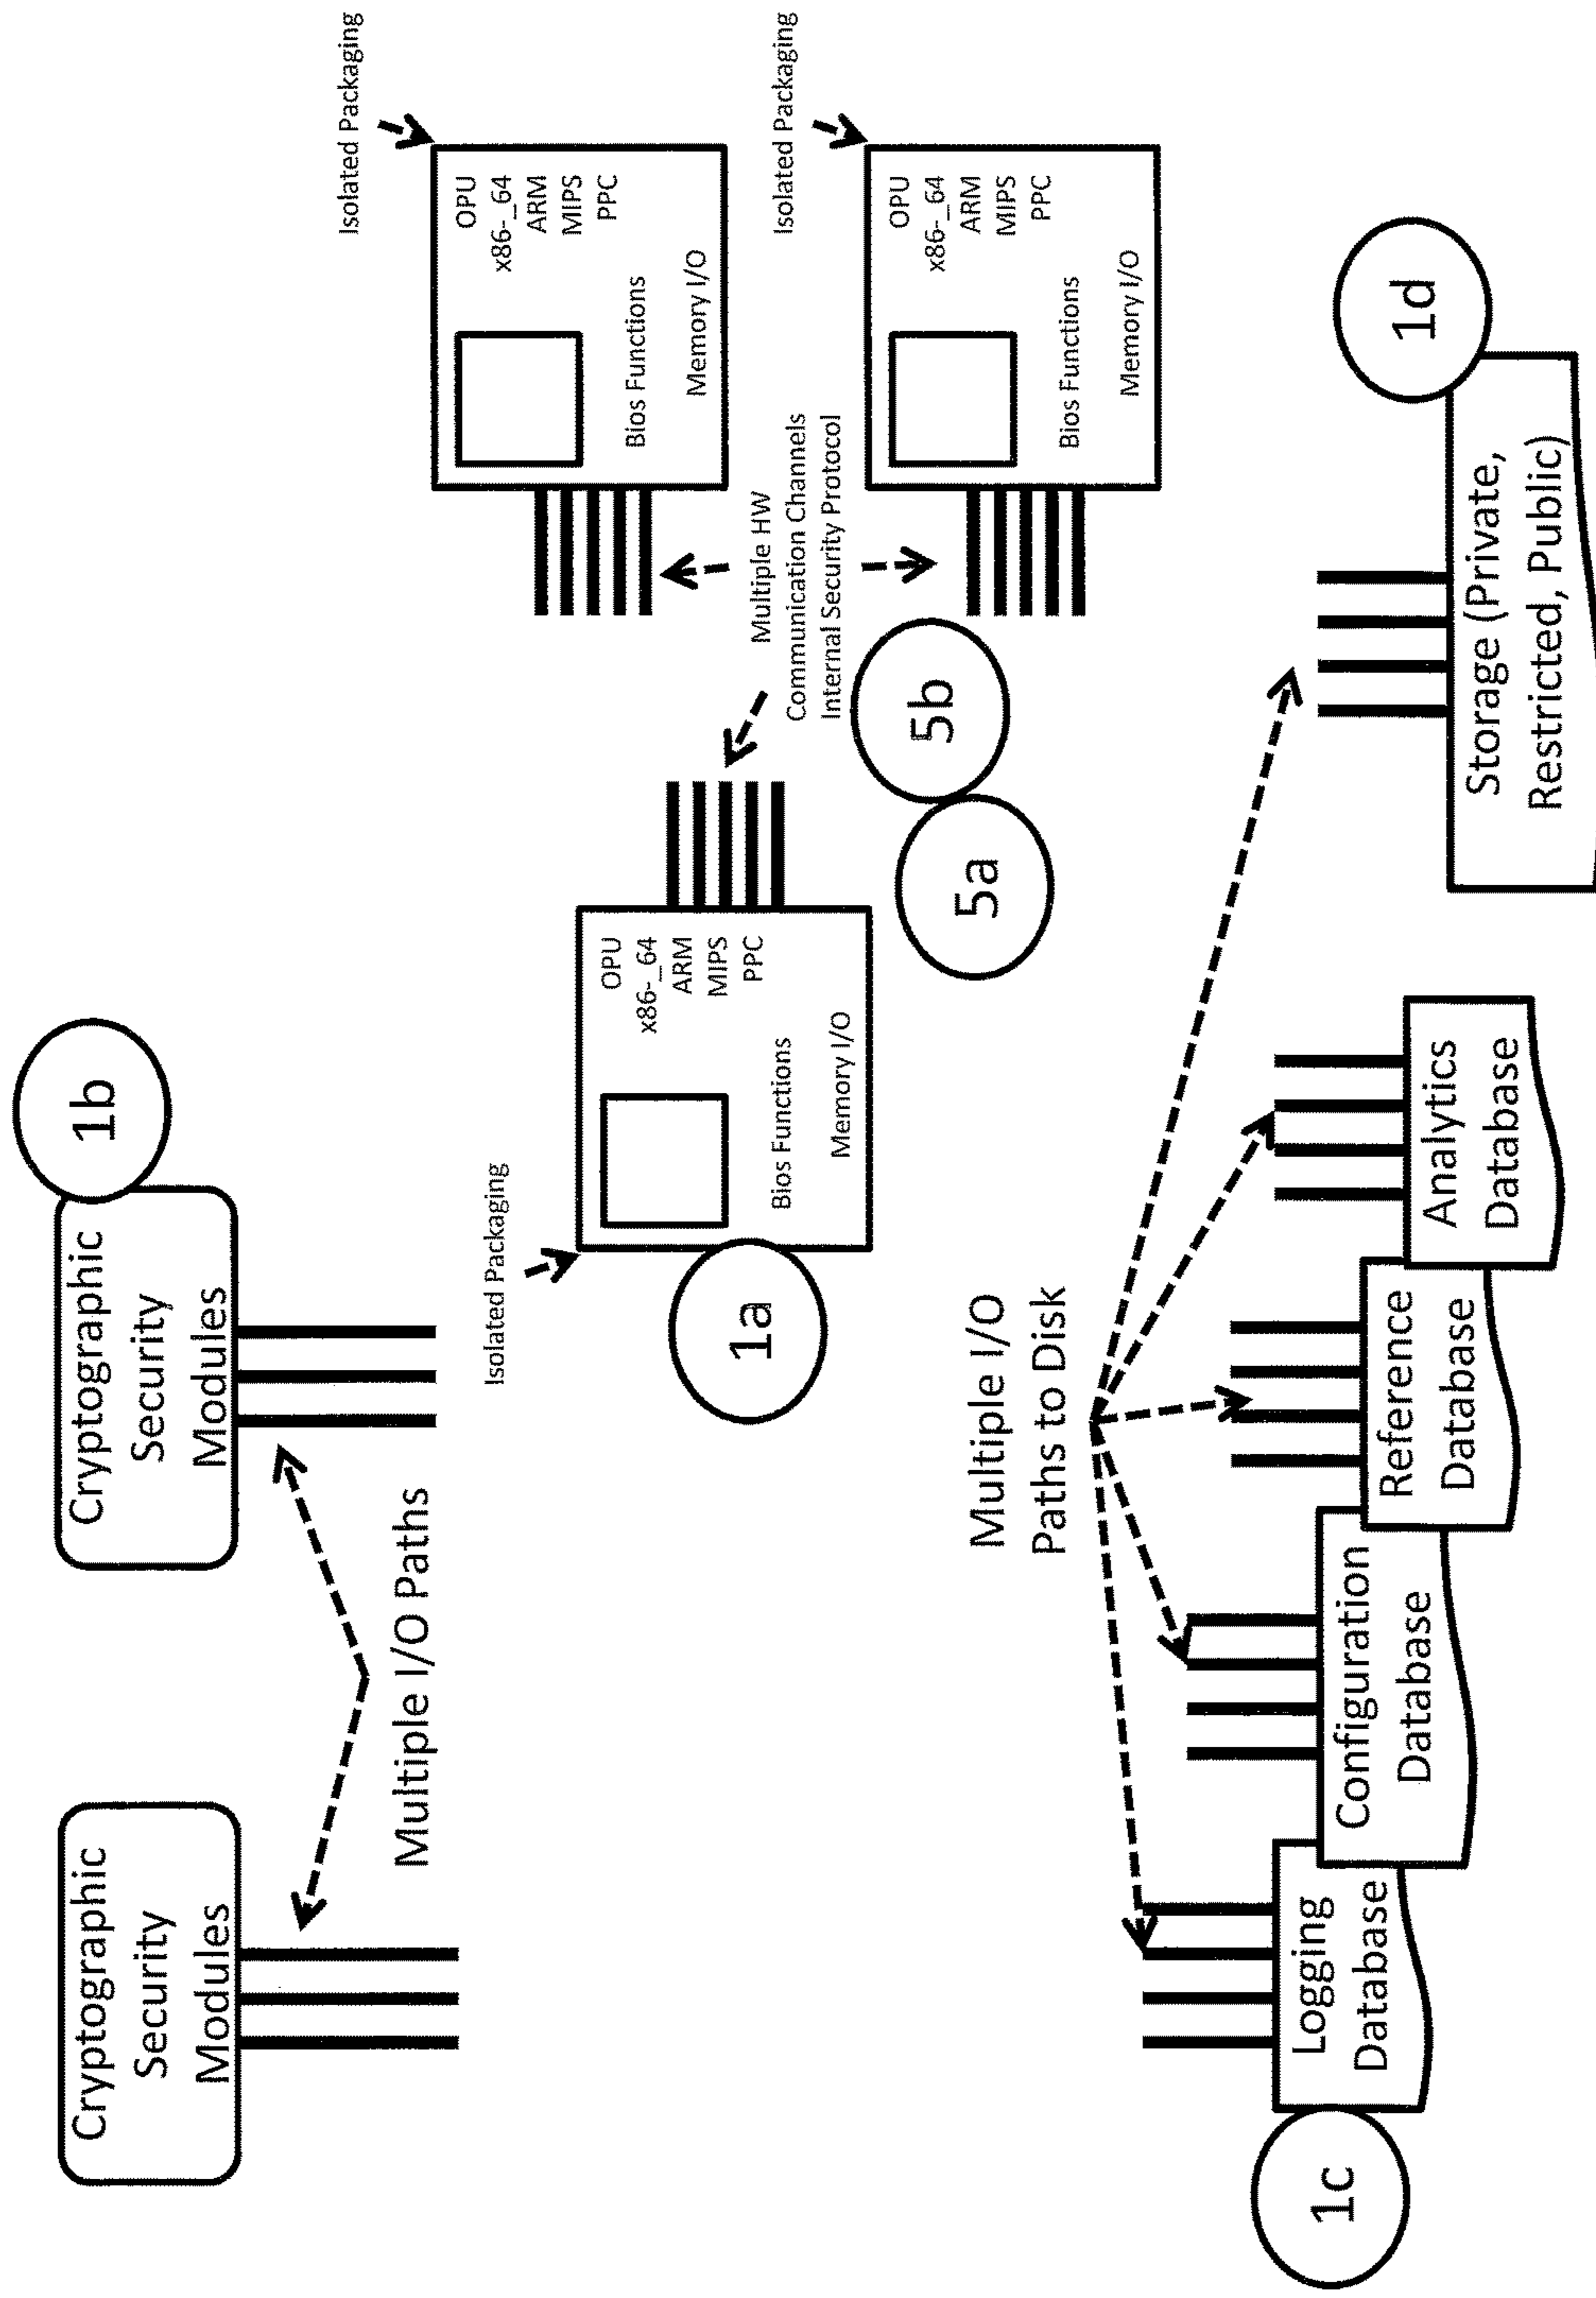 Cryptographic
Security
Modules
Cryptographic
Security
Modules
1b
Multiple I/O Paths
Isolated Packaging
1a
OPU
x86-_64
ARM
MIPS
PPC
Bios Functions
Memory I/O
Isolated Packaging
OPU
x86-_64
ARM
MIPS
PPC
Bios Functions
Memory I/O
Multiple HW
Communication Channels
Internal Security Protocol
Isolated Packaging
OPU
x86-_64
ARM
MIPS
PPC
Bios Functions
Memory I/O
5a
5b
Multiple I/O
Paths to Disk
1c
Logging
Database
Configuration
Database
Reference
Database
Analytics
Database
Storage (Private,
Restricted, Public)
1d